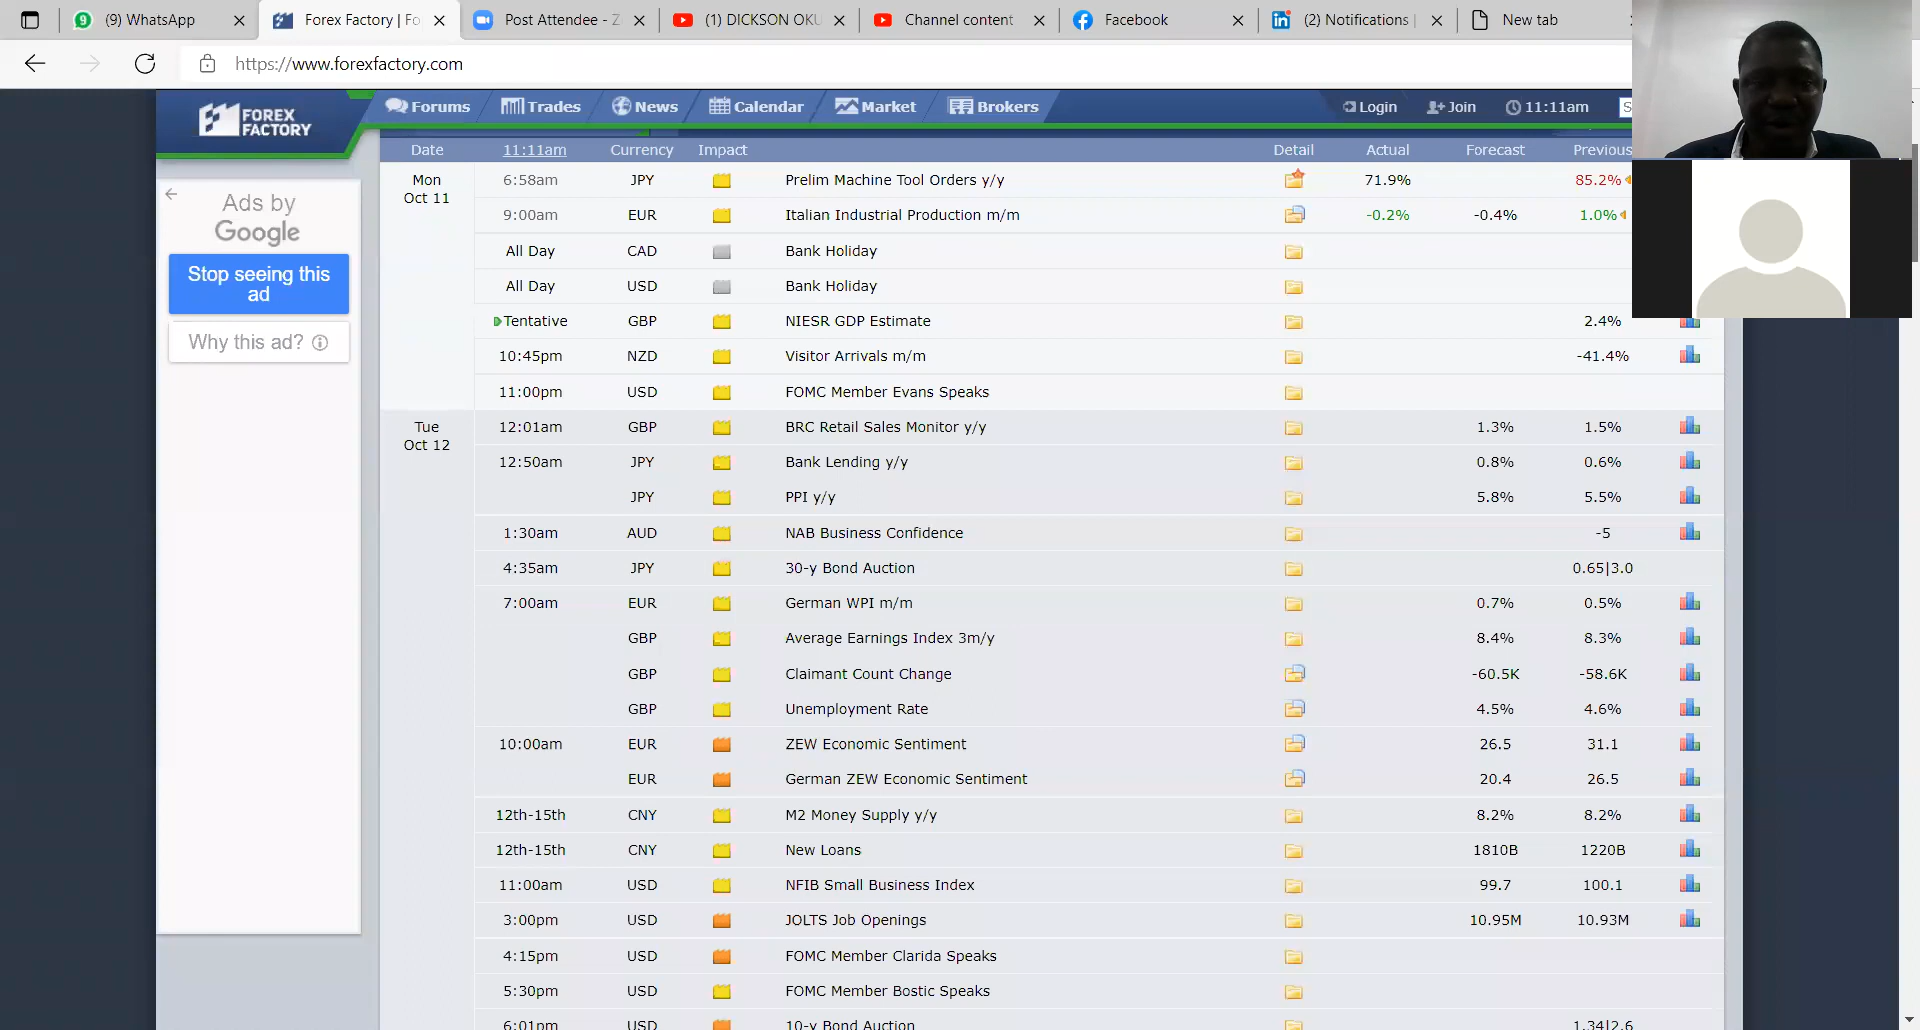 9 (9) WhatsApp
Forex Factory | Fo
Post Attendee - Z
(1) DICKSON OKU
Channel content
Facebook
(2) Notifications |
New tab
https://www.forexfactory.com
FOREX FACTORY
Forums Trades News Calendar Market Brokers Login Join 11:11am S
Date 11:11am Currency Impact Detail Actual Forecast Previous
Ads by
Google
Stop seeing this
ad
Why this ad?
Mon Oct 11 6:58am JPY Prelim Machine Tool Orders y/y 71.9% 85.2%
9:00am EUR Italian Industrial Production m/m -0.2% -0.4% 1.0%
All Day CAD Bank Holiday
All Day USD Bank Holiday
Tentative GBP NIESR GDP Estimate 2.4%
10:45pm NZD Visitor Arrivals m/m -41.4%
11:00pm USD FOMC Member Evans Speaks
Tue Oct 12 12:01am GBP BRC Retail Sales Monitor y/y 1.3% 1.5%
12:50am JPY Bank Lending y/y 0.8% 0.6%
JPY PPI y/y 5.8% 5.5%
1:30am AUD NAB Business Confidence -5
4:35am JPY 30-y Bond Auction 0.65|3.0
7:00am EUR German WPI m/m 0.7% 0.5%
GBP Average Earnings Index 3m/y 8.4% 8.3%
GBP Claimant Count Change -60.5K -58.6K
GBP Unemployment Rate 4.5% 4.6%
10:00am EUR ZEW Economic Sentiment 26.5 31.1
EUR German ZEW Economic Sentiment 20.4 26.5
12th-15th CNY M2 Money Supply y/y 8.2% 8.2%
12th-15th CNY New Loans 1810B 1220B
11:00am USD NFIB Small Business Index 99.7 100.1
3:00pm USD JOLTS Job Openings 10.95M 10.93M
4:15pm USD FOMC Member Clarida Speaks
5:30pm USD FOMC Member Bostic Speaks
6:01pm USD 10-y Bond Auction 1.34|2.6